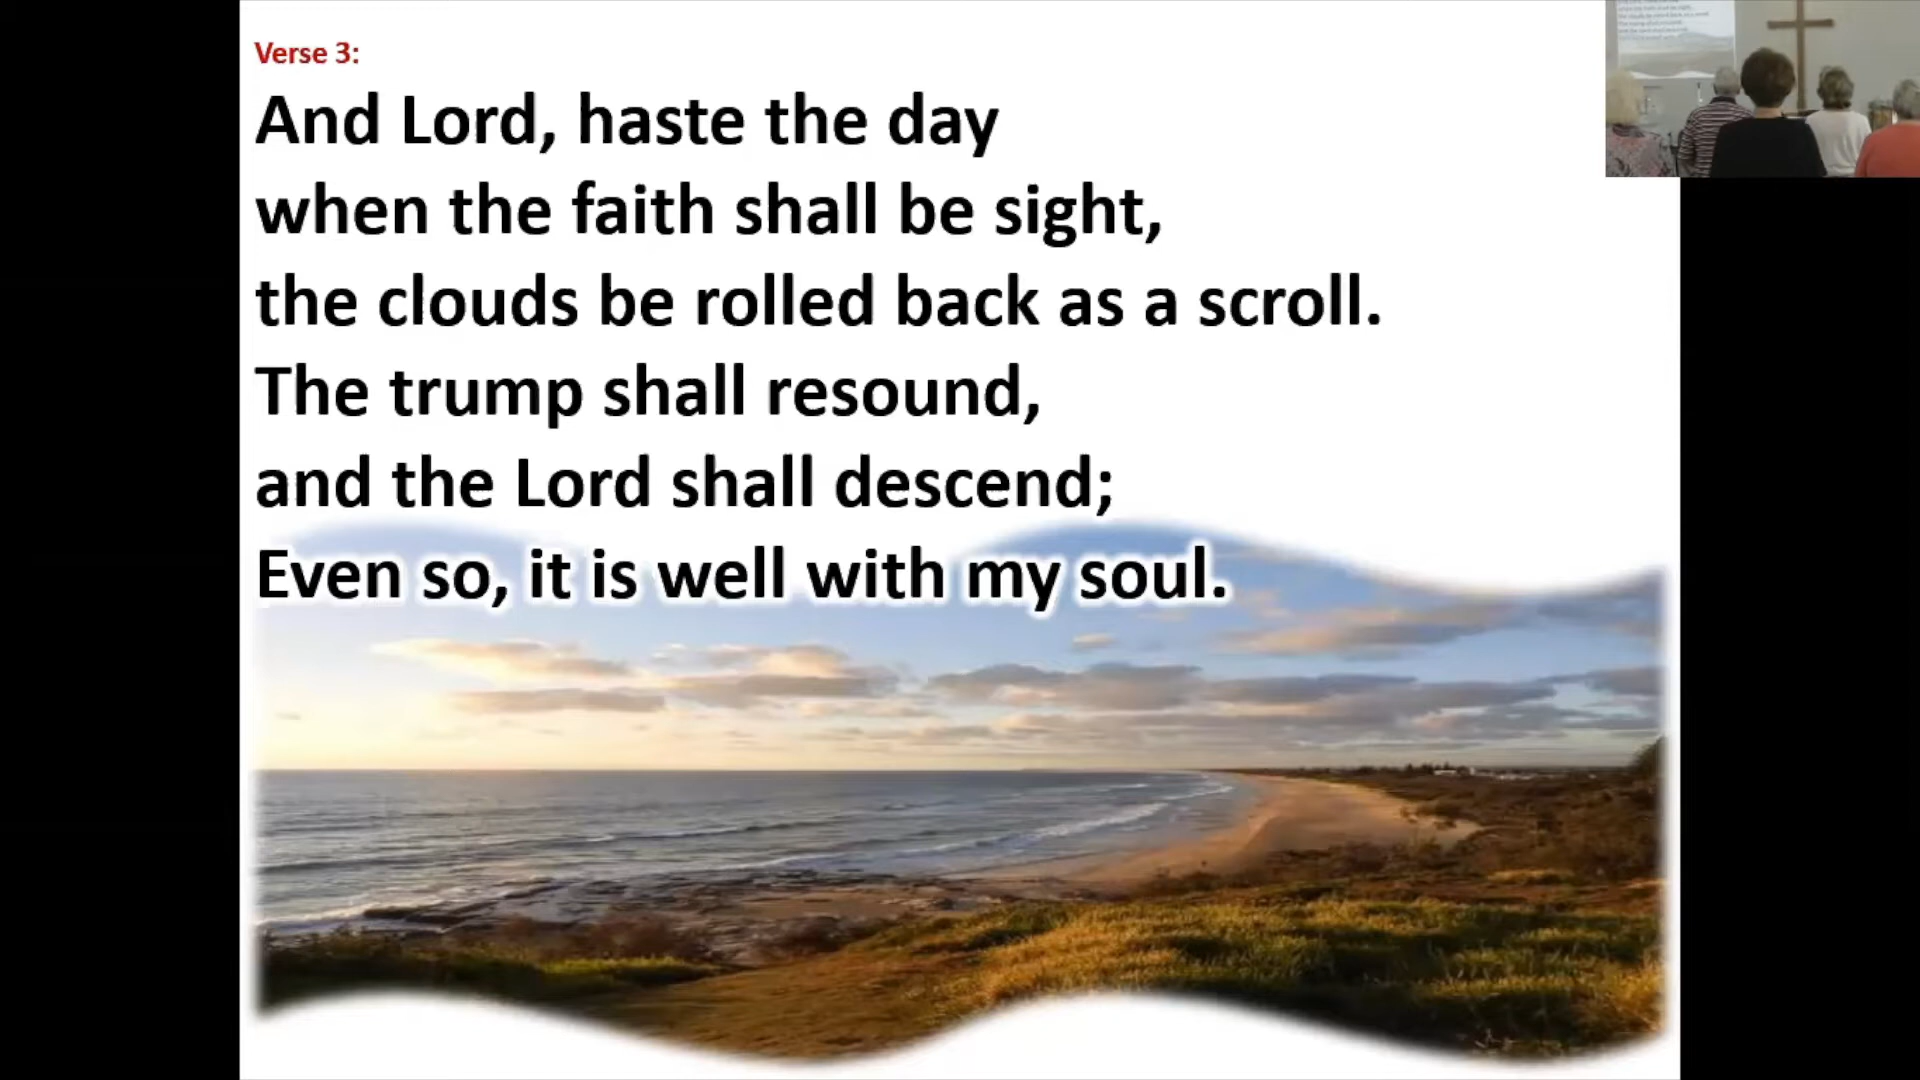 Verse 3:
And Lord, haste the day
when the faith shall be sight,
the clouds be rolled back as a scroll.
The trump shall resound,
and the Lord shall descend;
Even so, it is well with my soul.